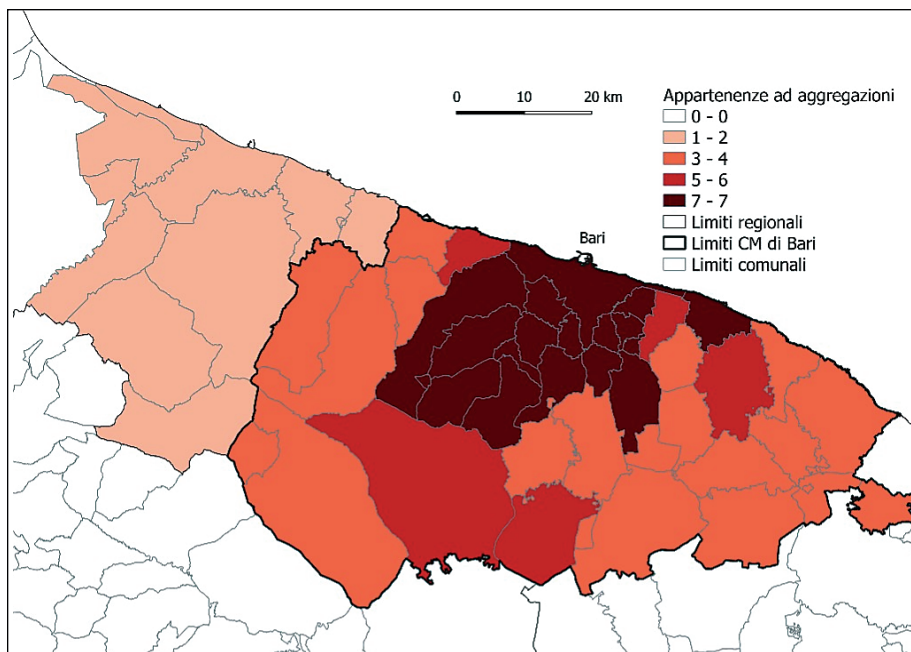 0 10 20 km
Appartenenze ad aggregazioni
0 - 0
1 - 2
3 - 4
5 - 6
7 - 7
Limiti regionali
Limiti CM di Bari
Limiti comunali
Bari